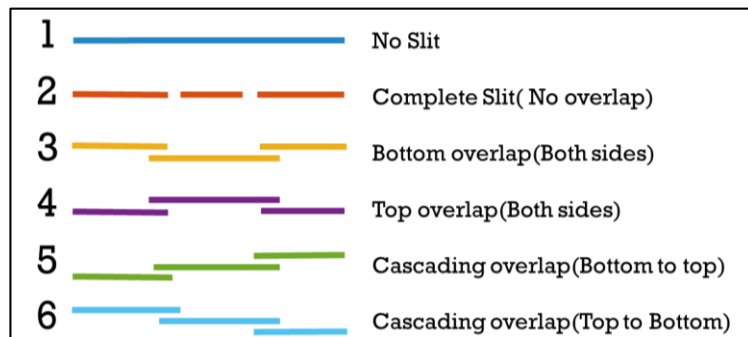 1 No Slit
2 Complete Slit( No overlap)
3 Bottom overlap(Both sides)
4 Top overlap(Both sides)
5 Cascading overlap(Bottom to top)
6 Cascading overlap(Top to Bottom)